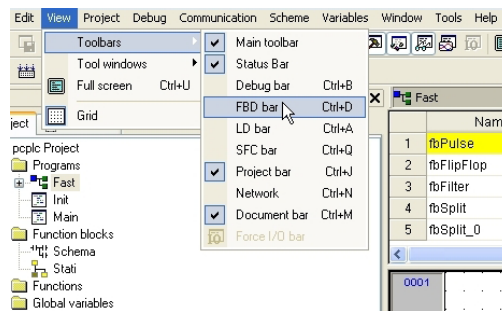 Edit View Project Debug Communication Scheme Variables Window Tools Help
Toolbars
Tool windows
Full screen Ctrl+U
Grid
Main toolbar
Status Bar
Debug bar Ctrl+B
FBD bar Ctrl+D
LD bar Ctrl+A
SFC bar Ctrl+Q
Project bar Ctrl+J
Network Ctrl+N
Document bar Ctrl+M
Force I/O bar
ject
pcplc Project
Programs
Fast
Init
Main
Function blocks
Schema
Stati
Functions
Global variables
Fast
Nam
1 fbPulse
2 fbFlipFlop
3 fbFilter
4 fbSplit
5 fbSplit_0
0001